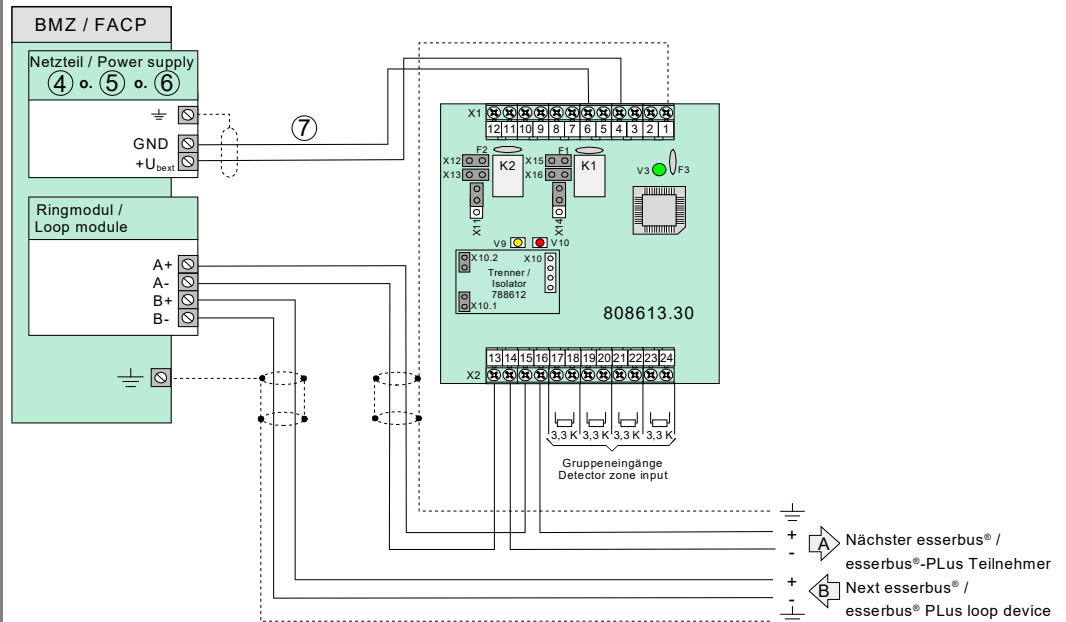 BMZ / FACP
Netzteil / Power supply
④ o. ⑤ o. ⑥
GND
+Ubext
⑦
Ringmodul /
Loop module
A+
A-
B+
B-
X1
12 11 10 9 8 7 6 5 4 3 2 1
F2
F1
X12
X13
K2
X15
X16
K1
V3
F3
X11
X14
V9
V10
X10.2
X10
Trenner /
Isolator
788612
X10.1
808613.30
13 14 15 16 17 18 19 20 21 22 23 24
X2
3,3 K 3,3 K 3,3 K 3,3 K
Gruppeneingänge
Detector zone input
+
-
A
Nächster esserbus® /
esserbus®-PLus Teilnehmer
+
-
B
Next esserbus® /
esserbus® PLus loop device